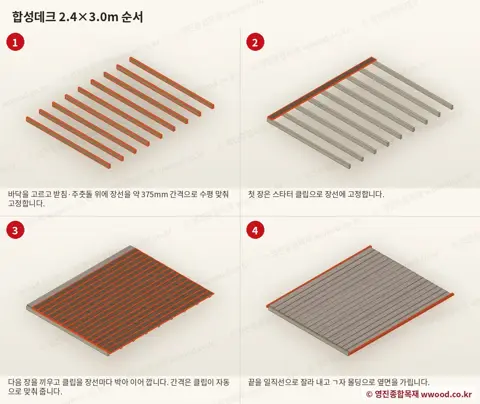 합성데크 2.4×3.0m 순서
1
바닥을 고르고 받침·주춧돌 위에 장선을 약 375mm 간격으로 수평 맞춰
고정합니다.
2
첫 장은 스타터 클립으로 장선에 고정합니다.
3
다음 장을 끼우고 클립을 장선마다 박아 이어 깝니다. 간격은 클립이 자동
으로 맞춰 줍니다.
4
끝을 일직선으로 잘라 내고 ㄱ자 몰딩으로 옆면을 가립니다.
© 영진종합목재 wwood.co.kr